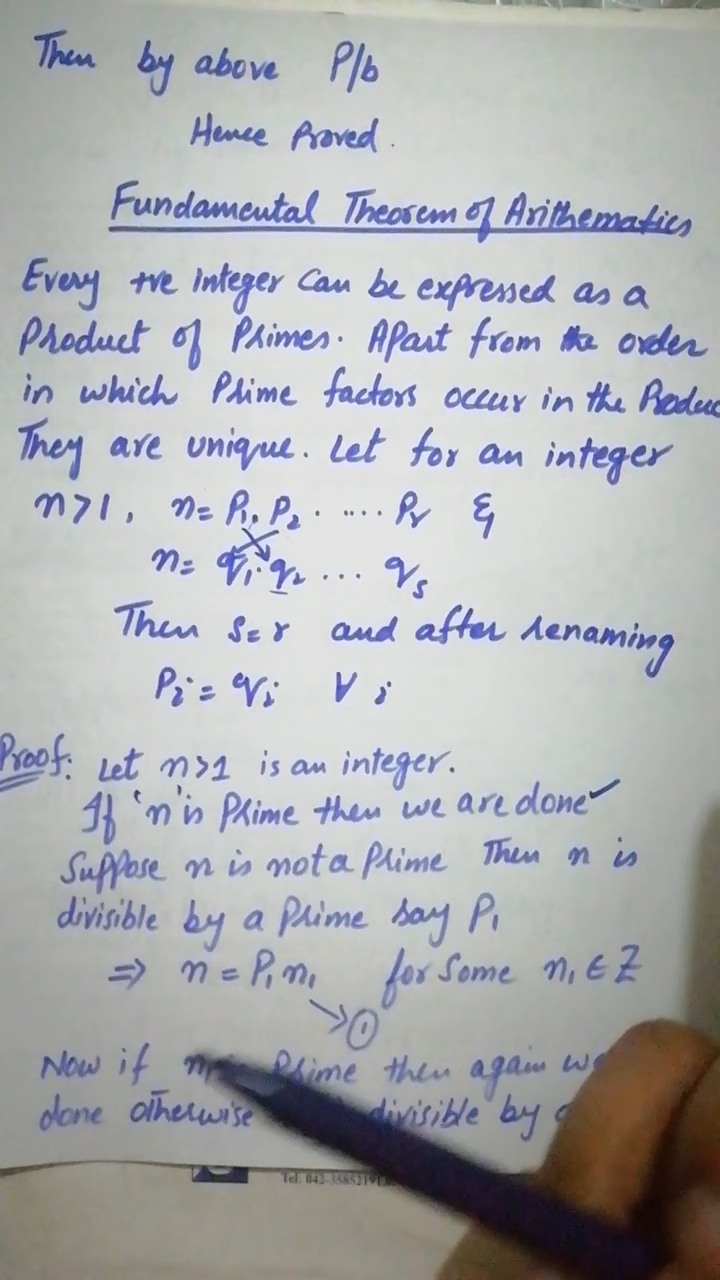 Then by above P/b
Hence Proved.
Fundamental Theorem of Arithematics
Every +ve integer can be expressed as a
Product of Primes. Apart from the order
in which Prime factors occur in the Produc
They are unique. Let for an integer
n>1, n= P₁. P₂ . .... Pᵣ &
n= q₁. q₂ ... qₛ
Then s=r and after renaming
Pᵢ = qᵢ ∀ i
Proof: Let n>1 is an integer.
If 'n' is Prime then we are done ✓
Suppose n is not a Prime Then n is
divisible by a Prime say P₁
⇒ n = P₁ n₁ for some n₁ ∈ Z
①
Now if Prime then again we
done otherwise divisible by
Tel.